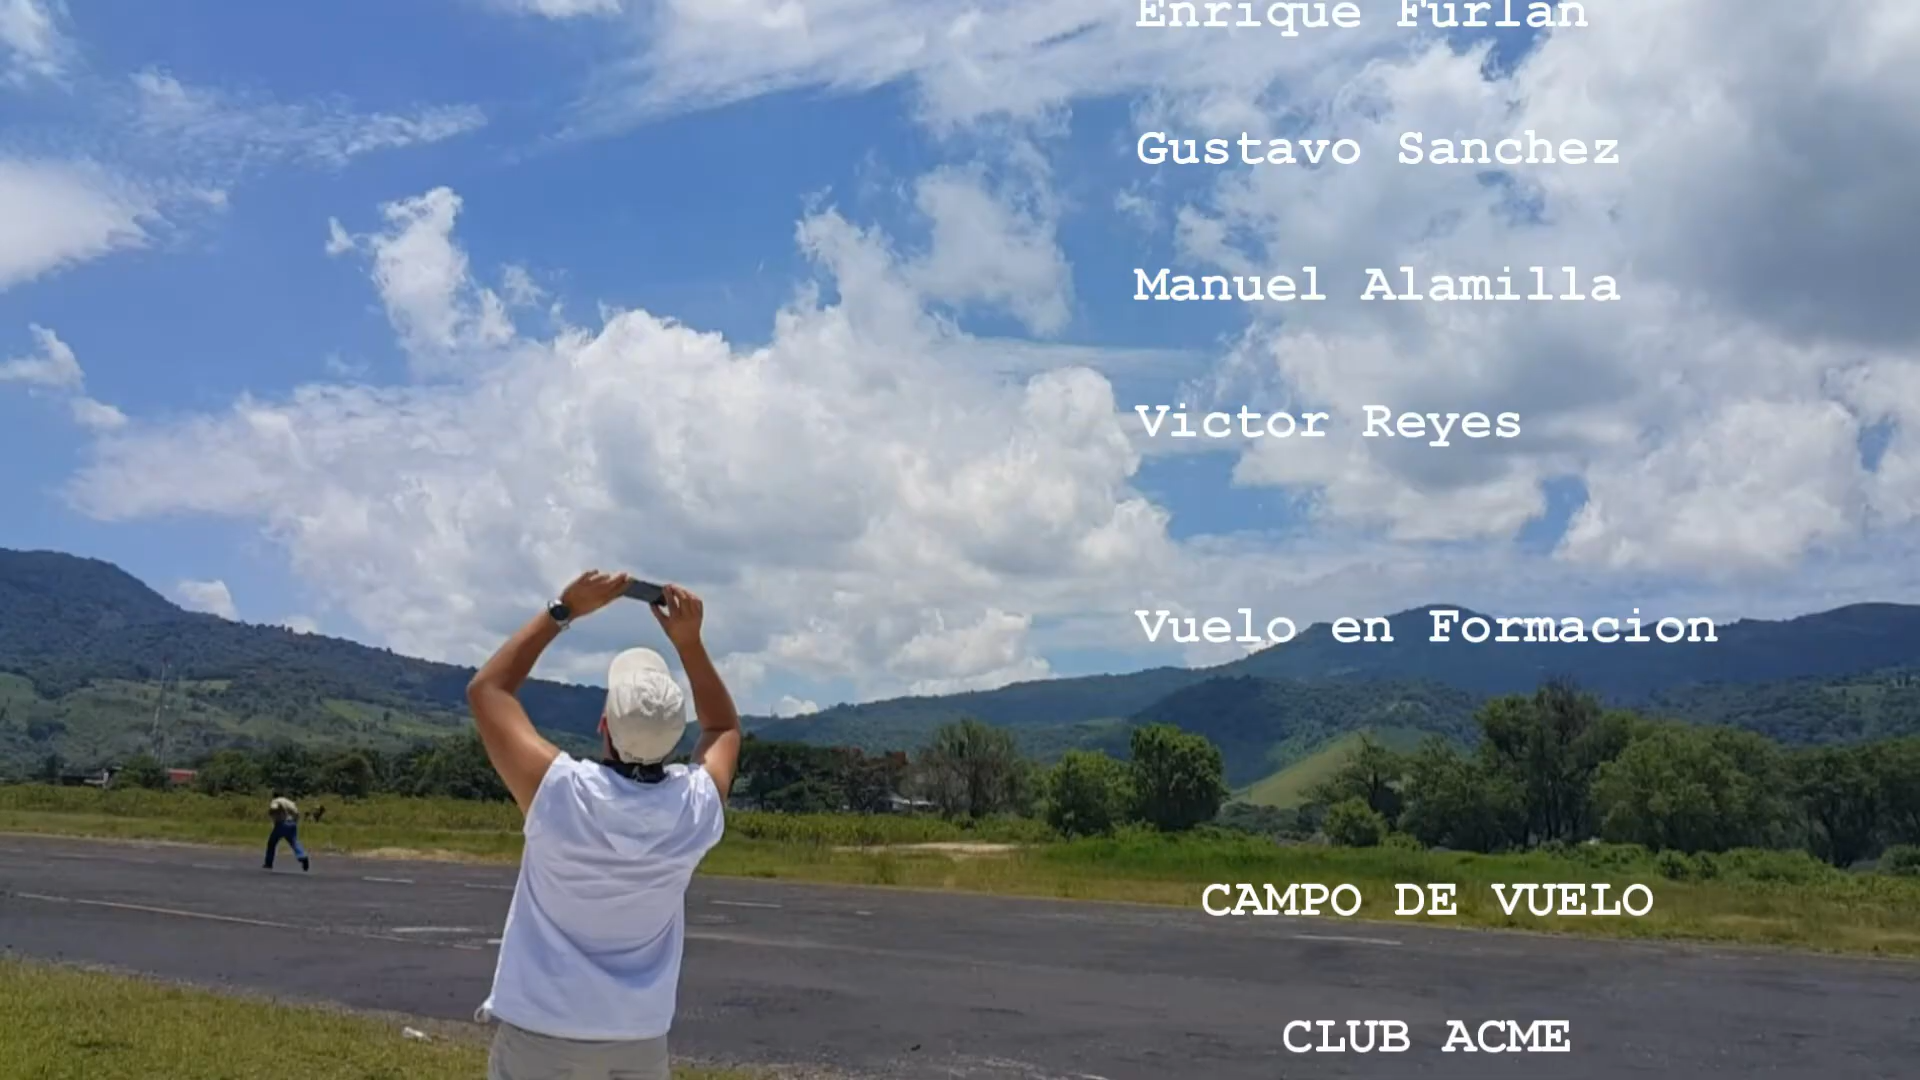 Enrique Furlan
Gustavo Sanchez
Manuel Alamilla
Victor Reyes
Vuelo en Formacion
CAMPO DE VUELO
CLUB ACME